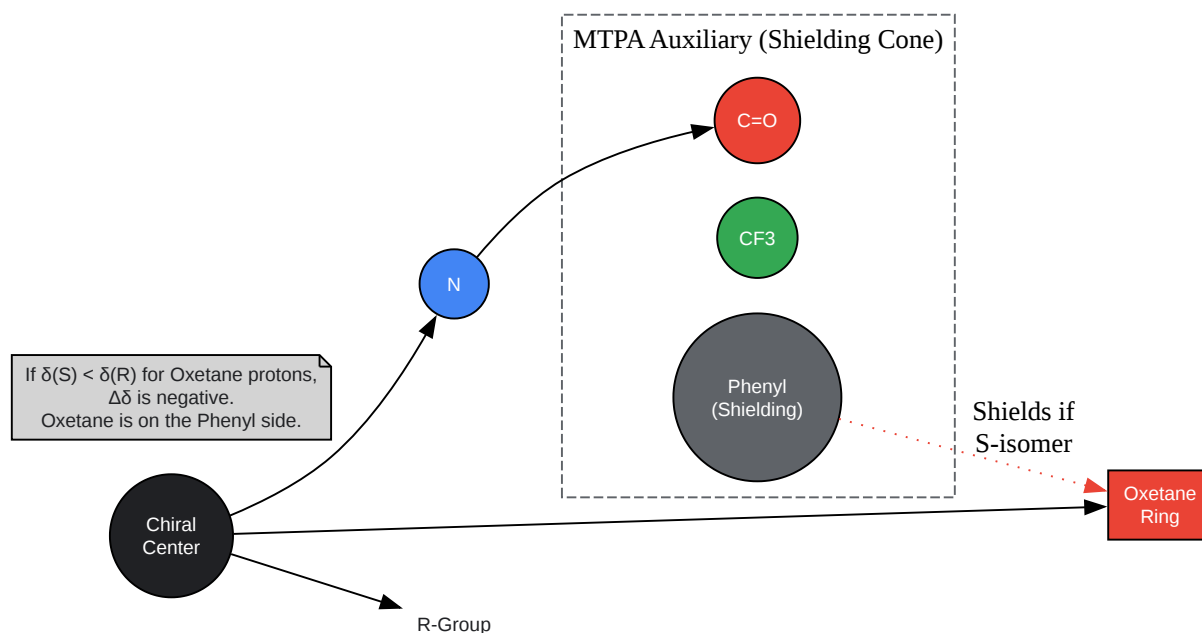 MTPA Auxiliary (Shielding Cone)
C=O
CF3
N
If δ(S) < δ(R) for Oxetane protons,
Δδ is negative.
Oxetane is on the Phenyl side.
Phenyl
(Shielding)
Shields if
S-isomer
Oxetane
Ring
Chiral
Center
R-Group